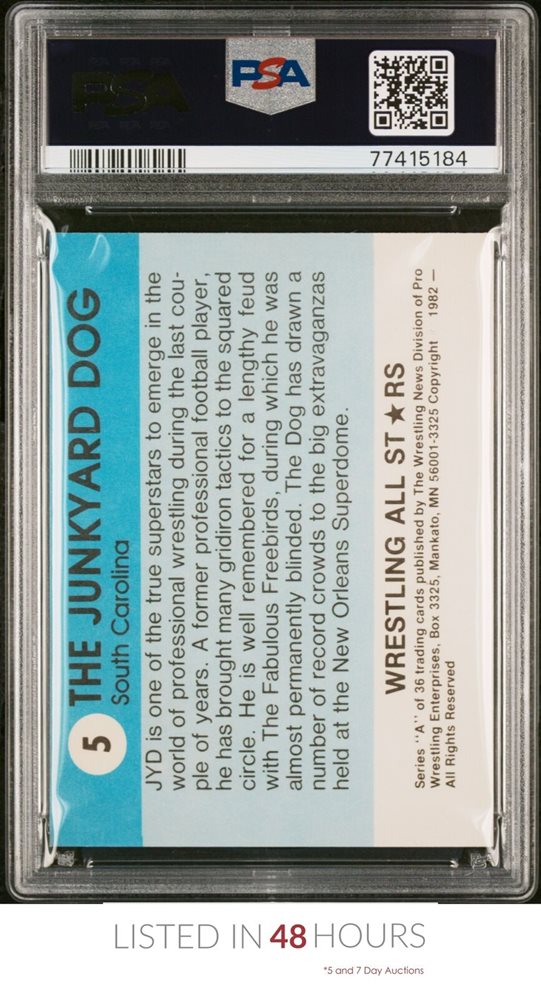 PSA
PSA
77415184
5
THE JUNKYARD DOG
South Carolina
JYD is one of the true superstars to emerge in the
world of professional wrestling during the last cou-
ple of years. A former professional football player,
he has brought many gridiron tactics to the squared
circle. He is well remembered for a lengthy feud
with The Fabulous Freebirds, during which he was
almost permanently blinded. The Dog has drawn a
number of record crowds to the big extravaganzas
held at the New Orleans Superdome.
WRESTLING ALL ST★RS
Series "A" of 36 trading cards published by The Wrestling News Division of Pro
Wrestling Enterprises, Box 3325, Mankato, MN 56001-3325 Copyright 1982 —
All Rights Reserved
LISTED IN 48 HOURS
*5 and 7 Day Auctions